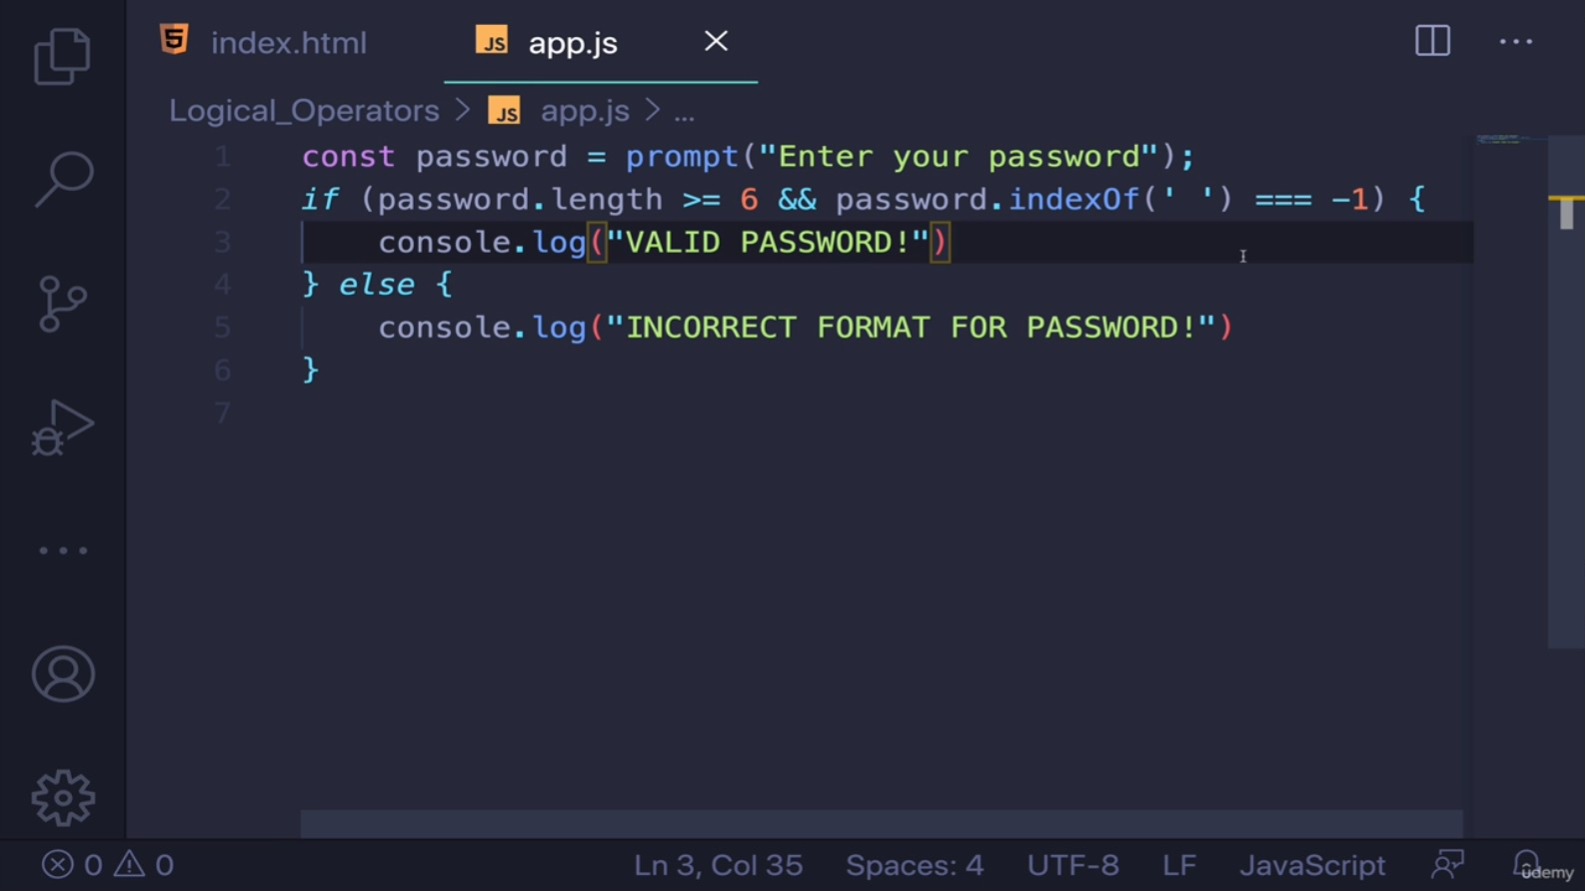 index.html
JS app.js
Logical_Operators > JS app.js > ...
1 const password = prompt("Enter your password");
2 if (password.length >= 6 && password.indexOf(' ') === -1) {
3 console.log("VALID PASSWORD!")
4 } else {
5 console.log("INCORRECT FORMAT FOR PASSWORD!")
6 }
7
0 0 Ln 3, Col 35 Spaces: 4 UTF-8 LF JavaScript
udemy